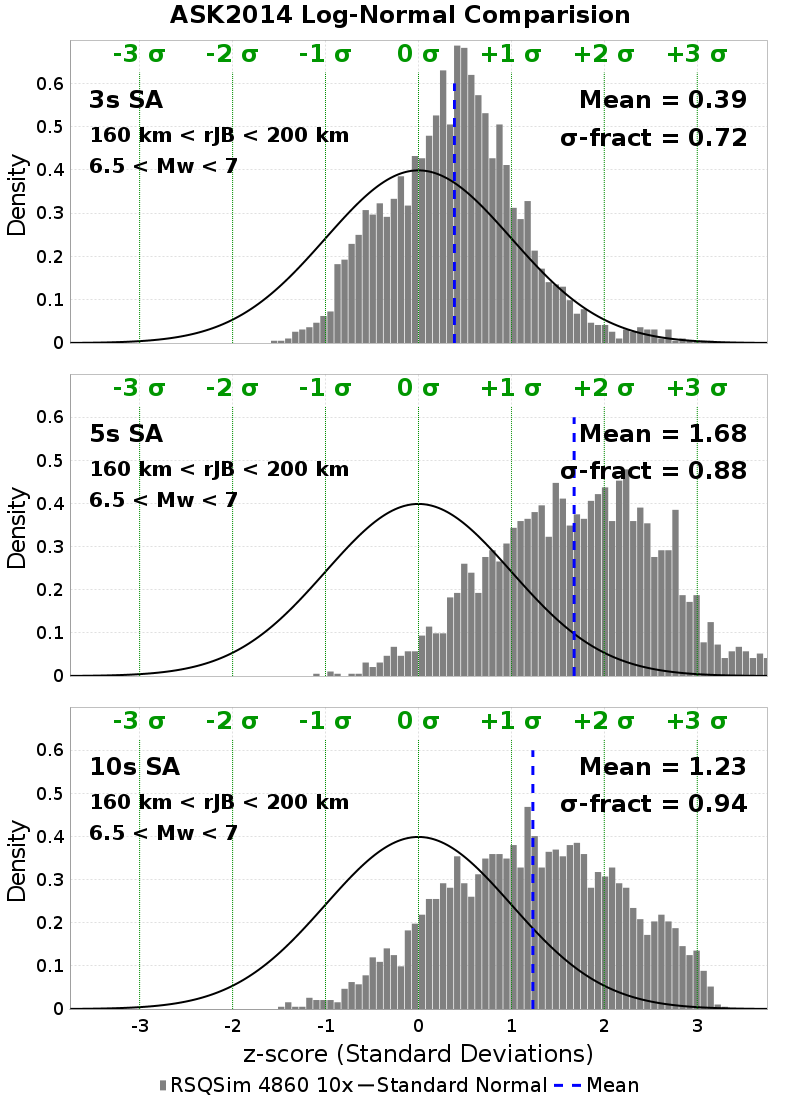 ASK2014 Log-Normal Comparision
-3 σ -2 σ -1 σ 0 σ +1 σ +2 σ +3 σ
3s SA
Mean = 0.39
160 km < rJB < 200 km
σ-fract = 0.72
6.5 < Mw < 7
0.6
0.5
0.4
0.3
0.2
0.1
0
Density
-3 σ -2 σ -1 σ 0 σ +1 σ +2 σ +3 σ
5s SA
Mean = 1.68
160 km < rJB < 200 km
σ-fract = 0.88
6.5 < Mw < 7
0.6
0.5
0.4
0.3
0.2
0.1
0
Density
-3 σ -2 σ -1 σ 0 σ +1 σ +2 σ +3 σ
10s SA
Mean = 1.23
160 km < rJB < 200 km
σ-fract = 0.94
6.5 < Mw < 7
0.6
0.5
0.4
0.3
0.2
0.1
0
Density
-3 -2 -1 0 1 2 3
z-score (Standard Deviations)
RSQSim 4860 10x Standard Normal Mean